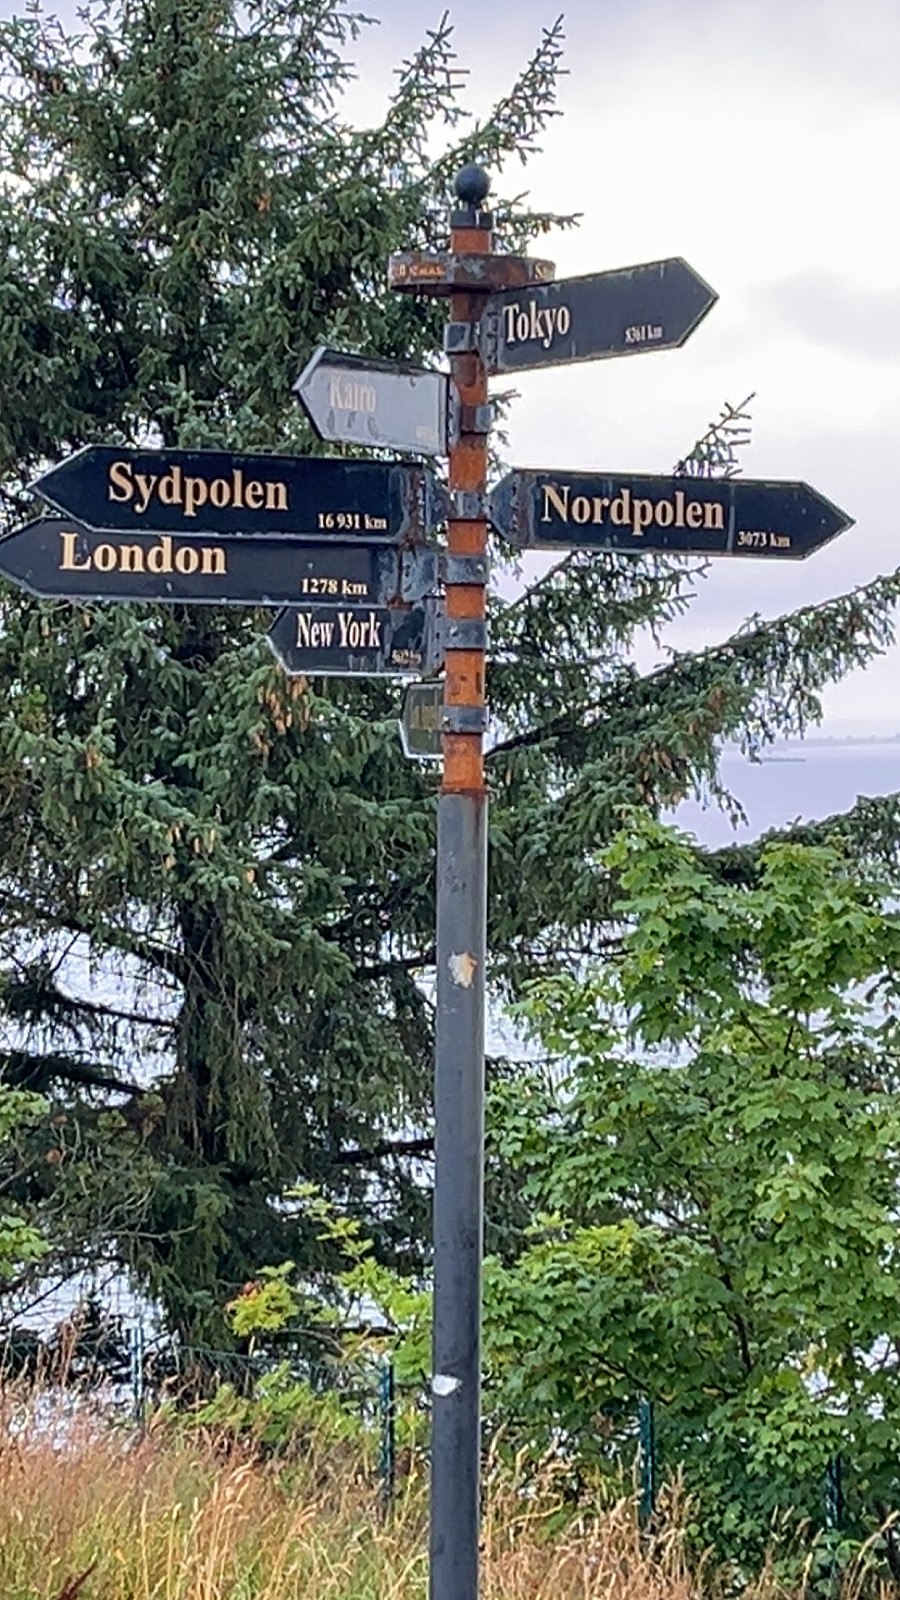 Tokyo
8361 km
Kairo
Sydpolen
16 931 km
Nordpolen
3073 km
London
1278 km
New York